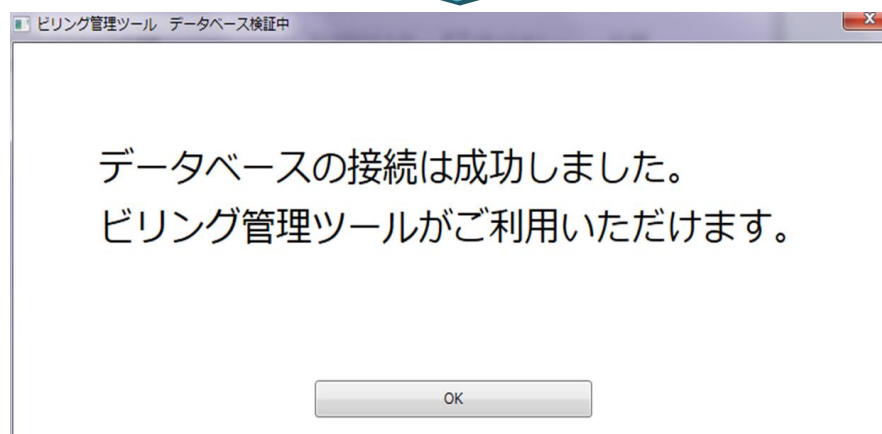 ビリング管理ツール　データベース検証中
データベースの接続は成功しました。
ビリング管理ツールがご利用いただけます。
OK